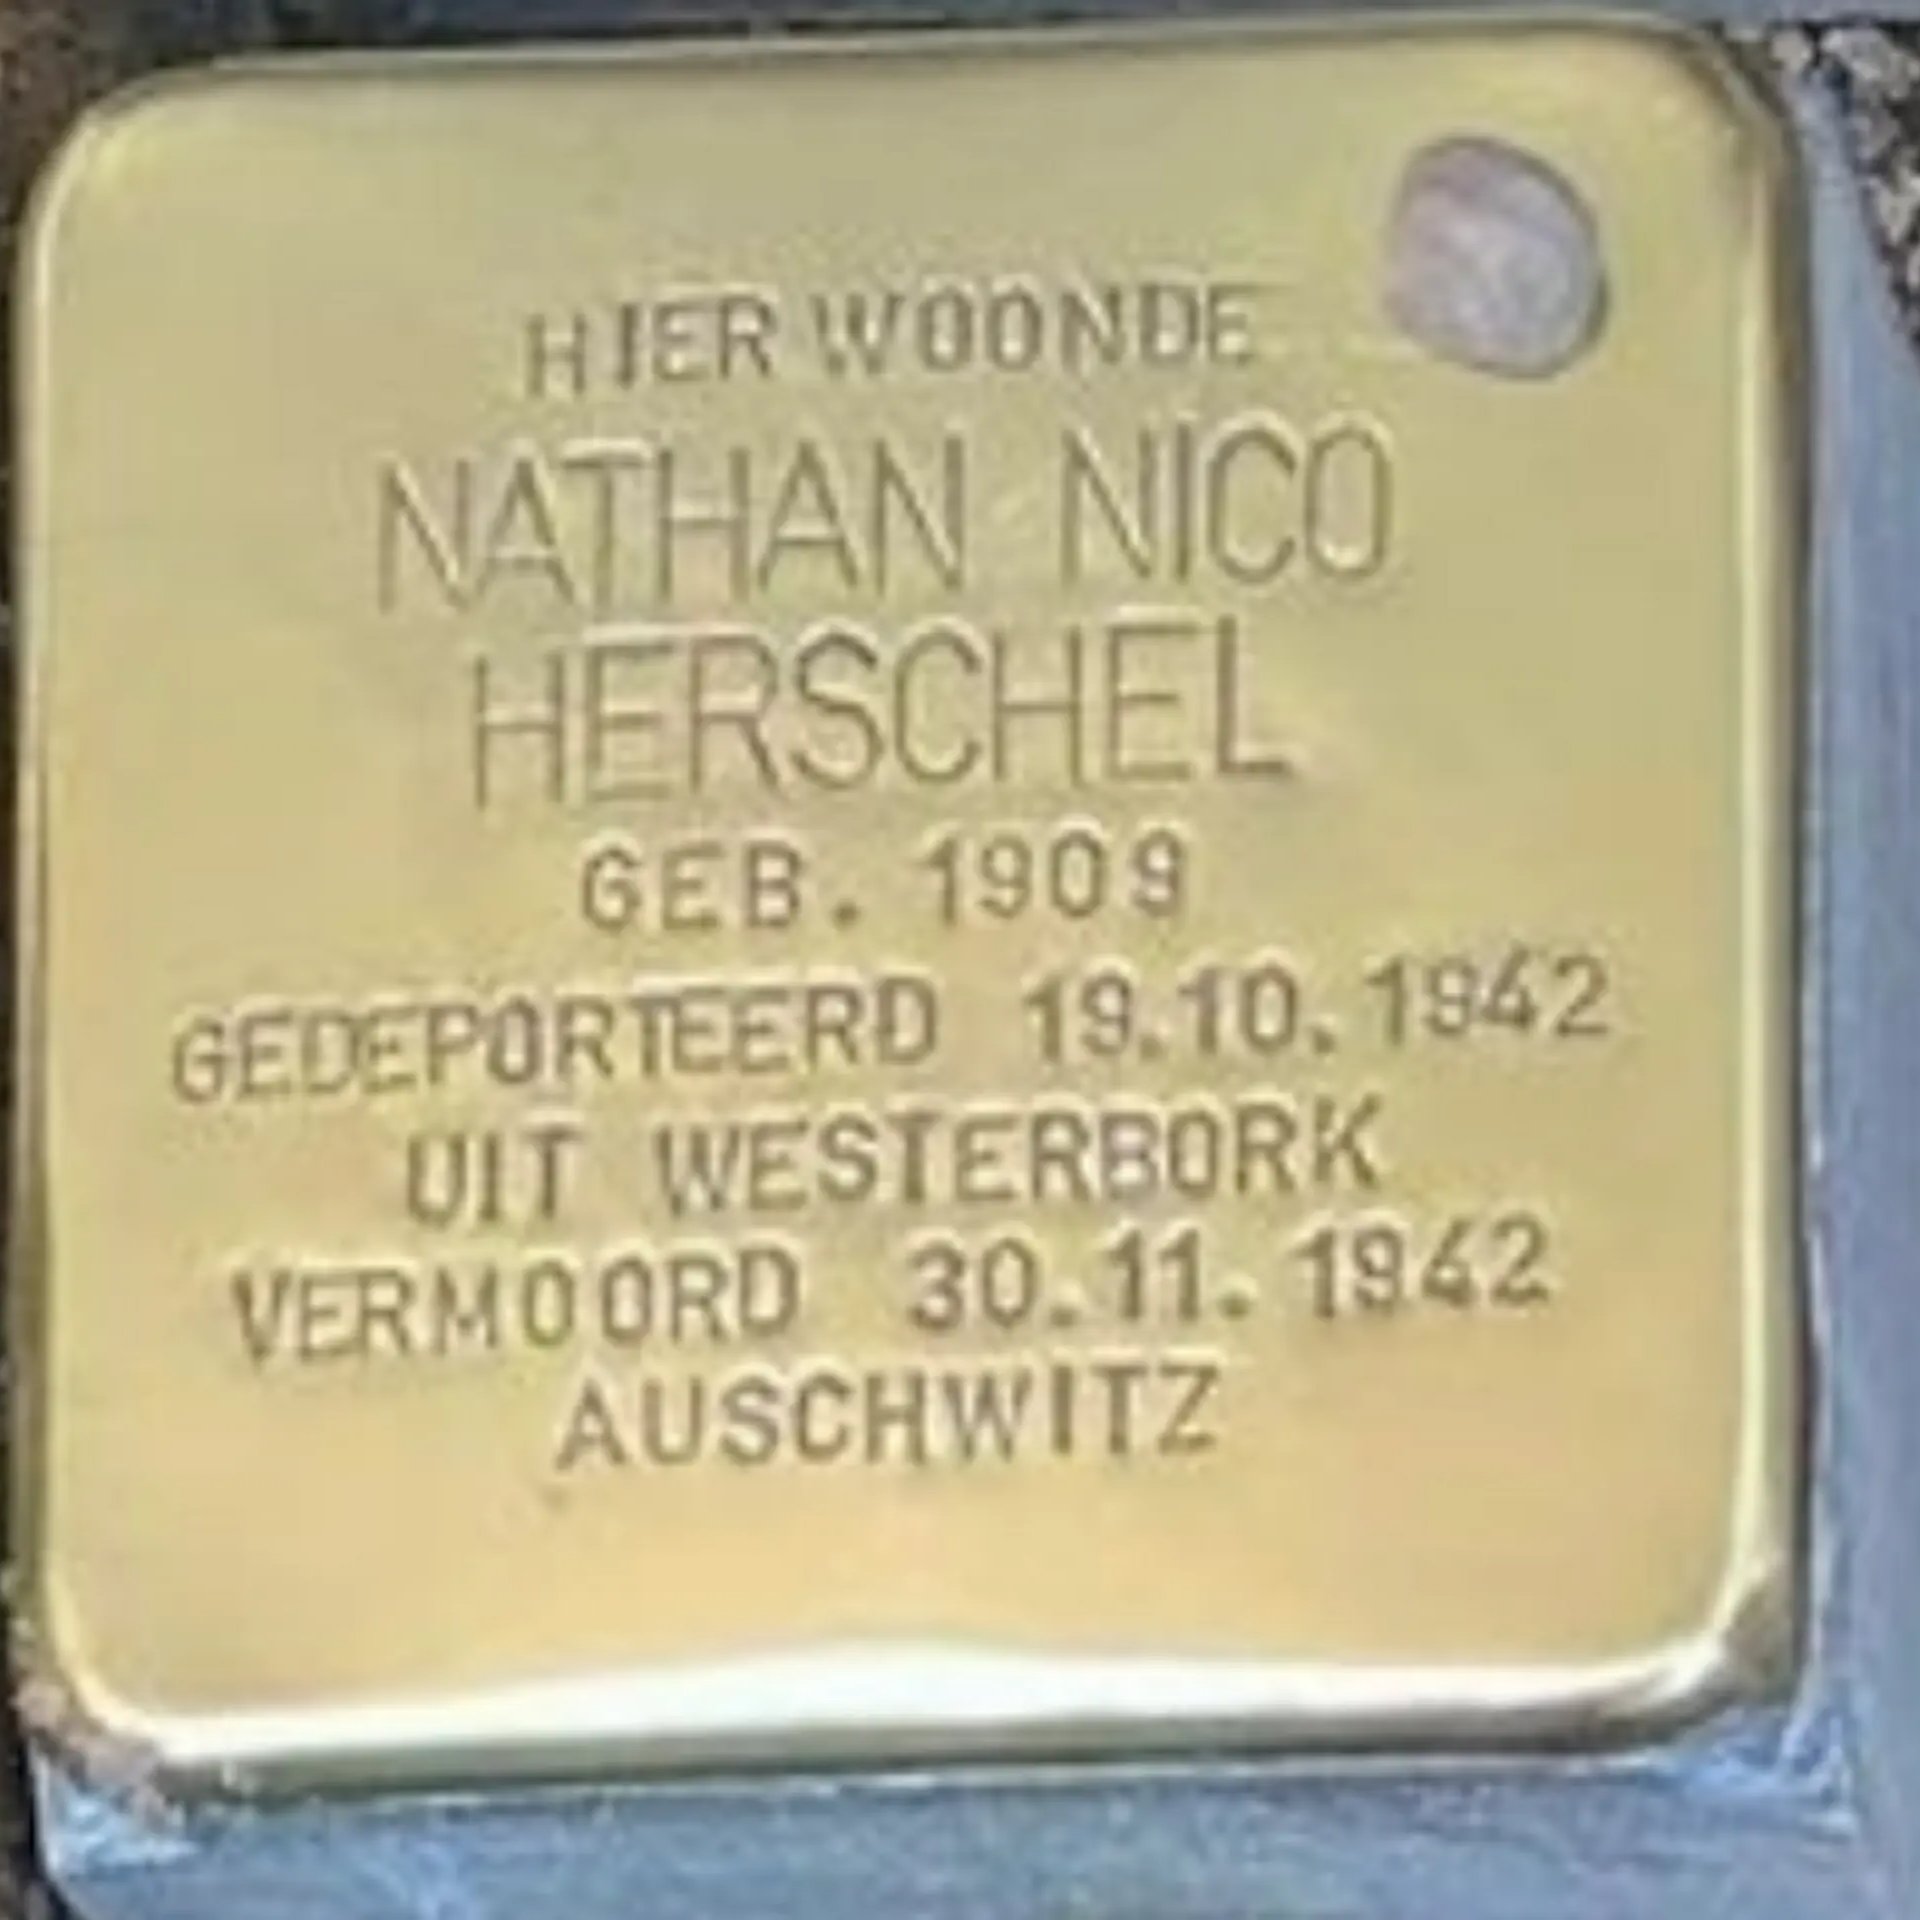 HIER WOONDE
NATHAN NICO
HERSCHEL
GEB. 1909
GEDEPORTEERD 19.10.1942
UIT WESTERBORK
VERMOORD 30.11.1942
AUSCHWITZ